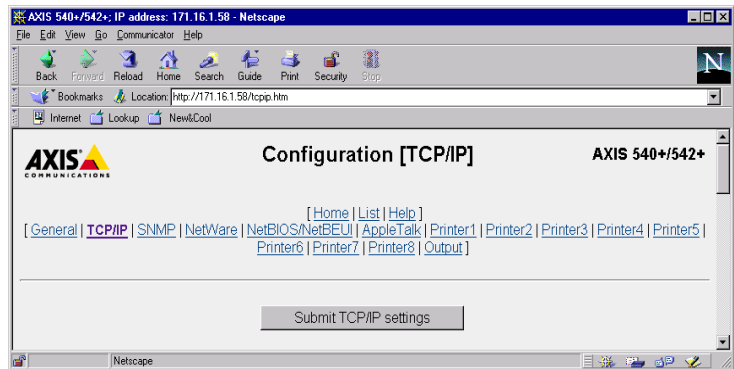 AXIS 540+/542+; IP address: 171.16.1.58 - Netscape
File Edit View Go Communicator Help
Back Forward Reload Home Search Guide Print Security Stop
N
Bookmarks Location: http://171.16.1.58/tcpip.htm
Internet Lookup New&Cool
AXIS COMMUNICATIONS
Configuration [TCP/IP]
AXIS 540+/542+
[ Home | List | Help ]
[ General | TCP/IP | SNMP | NetWare | NetBIOS/NetBEUI | AppleTalk | Printer1 | Printer2 | Printer3 | Printer4 | Printer5 |
Printer6 | Printer7 | Printer8 | Output ]
Submit TCP/IP settings
Netscape